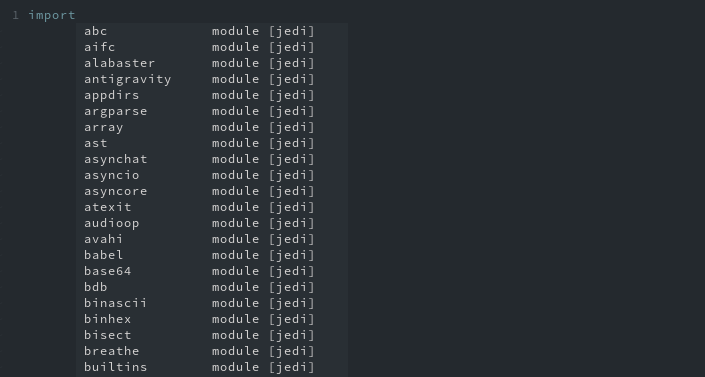 1 import
abc module [jedi]
aifc module [jedi]
alabaster module [jedi]
antigravity module [jedi]
appdirs module [jedi]
argparse module [jedi]
array module [jedi]
ast module [jedi]
asynchat module [jedi]
asyncio module [jedi]
asyncore module [jedi]
atexit module [jedi]
audioop module [jedi]
avahi module [jedi]
babel module [jedi]
base64 module [jedi]
bdb module [jedi]
binascii module [jedi]
binhex module [jedi]
bisect module [jedi]
breathe module [jedi]
builtins module [jedi]